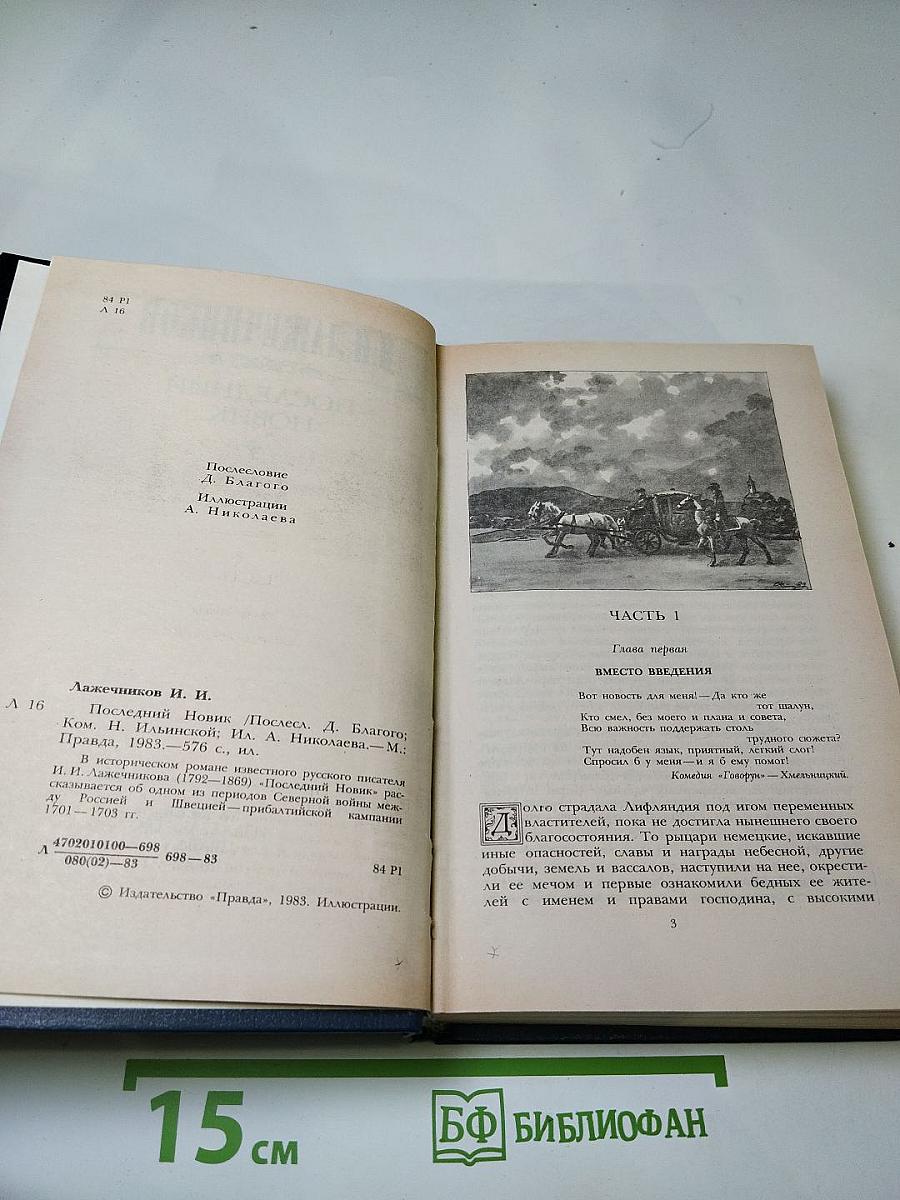 84 Р1
Л 16
Послесловие
Д. Благого
Иллюстрации
А. Николаева
Лажечников И. И.
Л 16
Последний Новик /Послесл. Д. Благого;
Ком. Н. Ильинской; Ил. А. Николаева.—М.:
Правда, 1983.—576 с., ил.
В историческом романе известного русского писателя
И. И. Лажечникова (1792—1869) «Последний Новик» рас-
сказывается об одном из периодов Северной войны меж-
ду Россией и Швецией—прибалтийской кампании
1701—1703 гг.
Л 4702010100—698
080(02)—83
698—83
84 Р1
© Издательство «Правда», 1983. Иллюстрации.
ЧАСТЬ 1
Глава первая
ВМЕСТО ВВЕДЕНИЯ
Вот новость для меня!—Да кто же
тот шалун,
Кто смел, без моего и плана и совета,
Всю важность поддержать столь
трудного сюжета?
Тут надобен язык, приятный, легкий слог!
Спросил б у меня—и я б ему помог!
Комедия «Говорун»—Хмельницкий.
Долго страдала Лифляндия под игом переменных
властителей, пока не достигла нынешнего своего
благосостояния. То рыцари немецкие, искавшие
иные опасностей, славы и награды небесной, другие
добычи, земель и вассалов, наступили на нее, окрести-
ли ее мечом и первые ознакомили бедных ее жите-
лей с именем и правами господина, с высокими
3
15 см
БФ БИБЛИОФАН